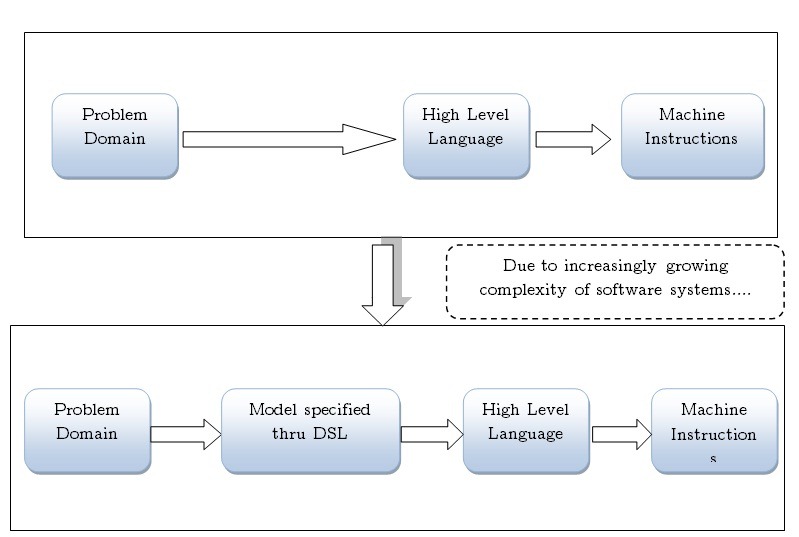 Problem
Domain
High Level
Language
Machine
Instructions
Due to increasingly growing
complexity of software systems....
Problem
Domain
Model specified
thru DSL
High Level
Language
Machine
Instruction
s